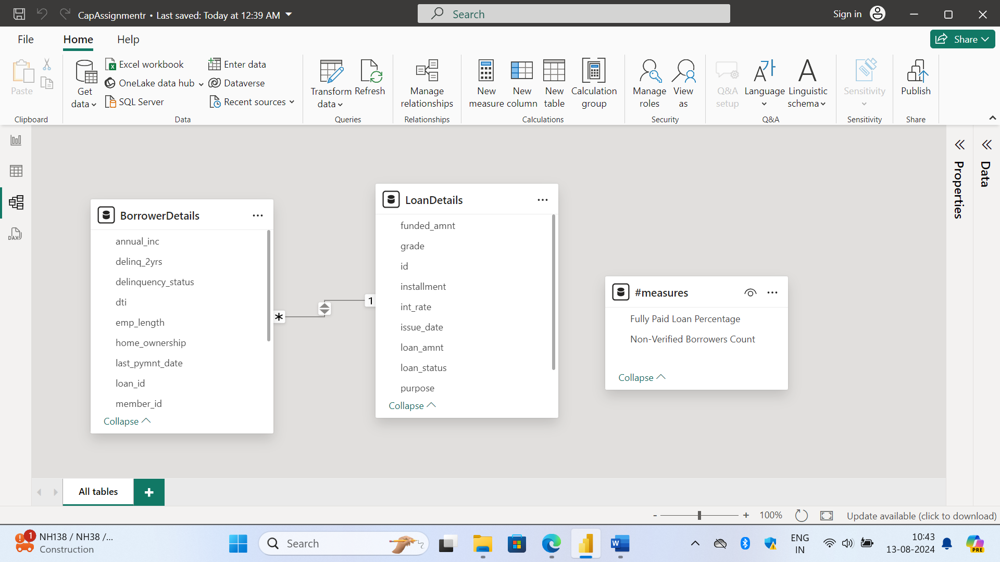 CapAssignmentr • Last saved: Today at 12:39 AM
Search
Sign in
File
Home
Help
Share
Paste
Clipboard
Get data
Excel workbook
OneLake data hub
SQL Server
Enter data
Dataverse
Recent sources
Data
Transform data
Refresh
Queries
Manage relationships
Relationships
New measure
New column
New table
Calculation group
Calculations
Manage roles
View as
Security
Q&A setup
Language
Linguistic schema
Q&A
Sensitivity
Sensitivity
Publish
Share
DAX
BorrowerDetails
annual_inc
delinq_2yrs
delinquency_status
dti
emp_length
home_ownership
last_pymnt_date
loan_id
member_id
Collapse
*
1
LoanDetails
funded_amnt
grade
id
installment
int_rate
issue_date
loan_amnt
loan_status
purpose
Collapse
#measures
Fully Paid Loan Percentage
Non-Verified Borrowers Count
Collapse
Properties
Data
All tables
+
- + 100%
Update available (click to download)
1
NH138 / NH38 /...
Construction
Search
W
ENG
IN
10:43
13-08-2024
PRE